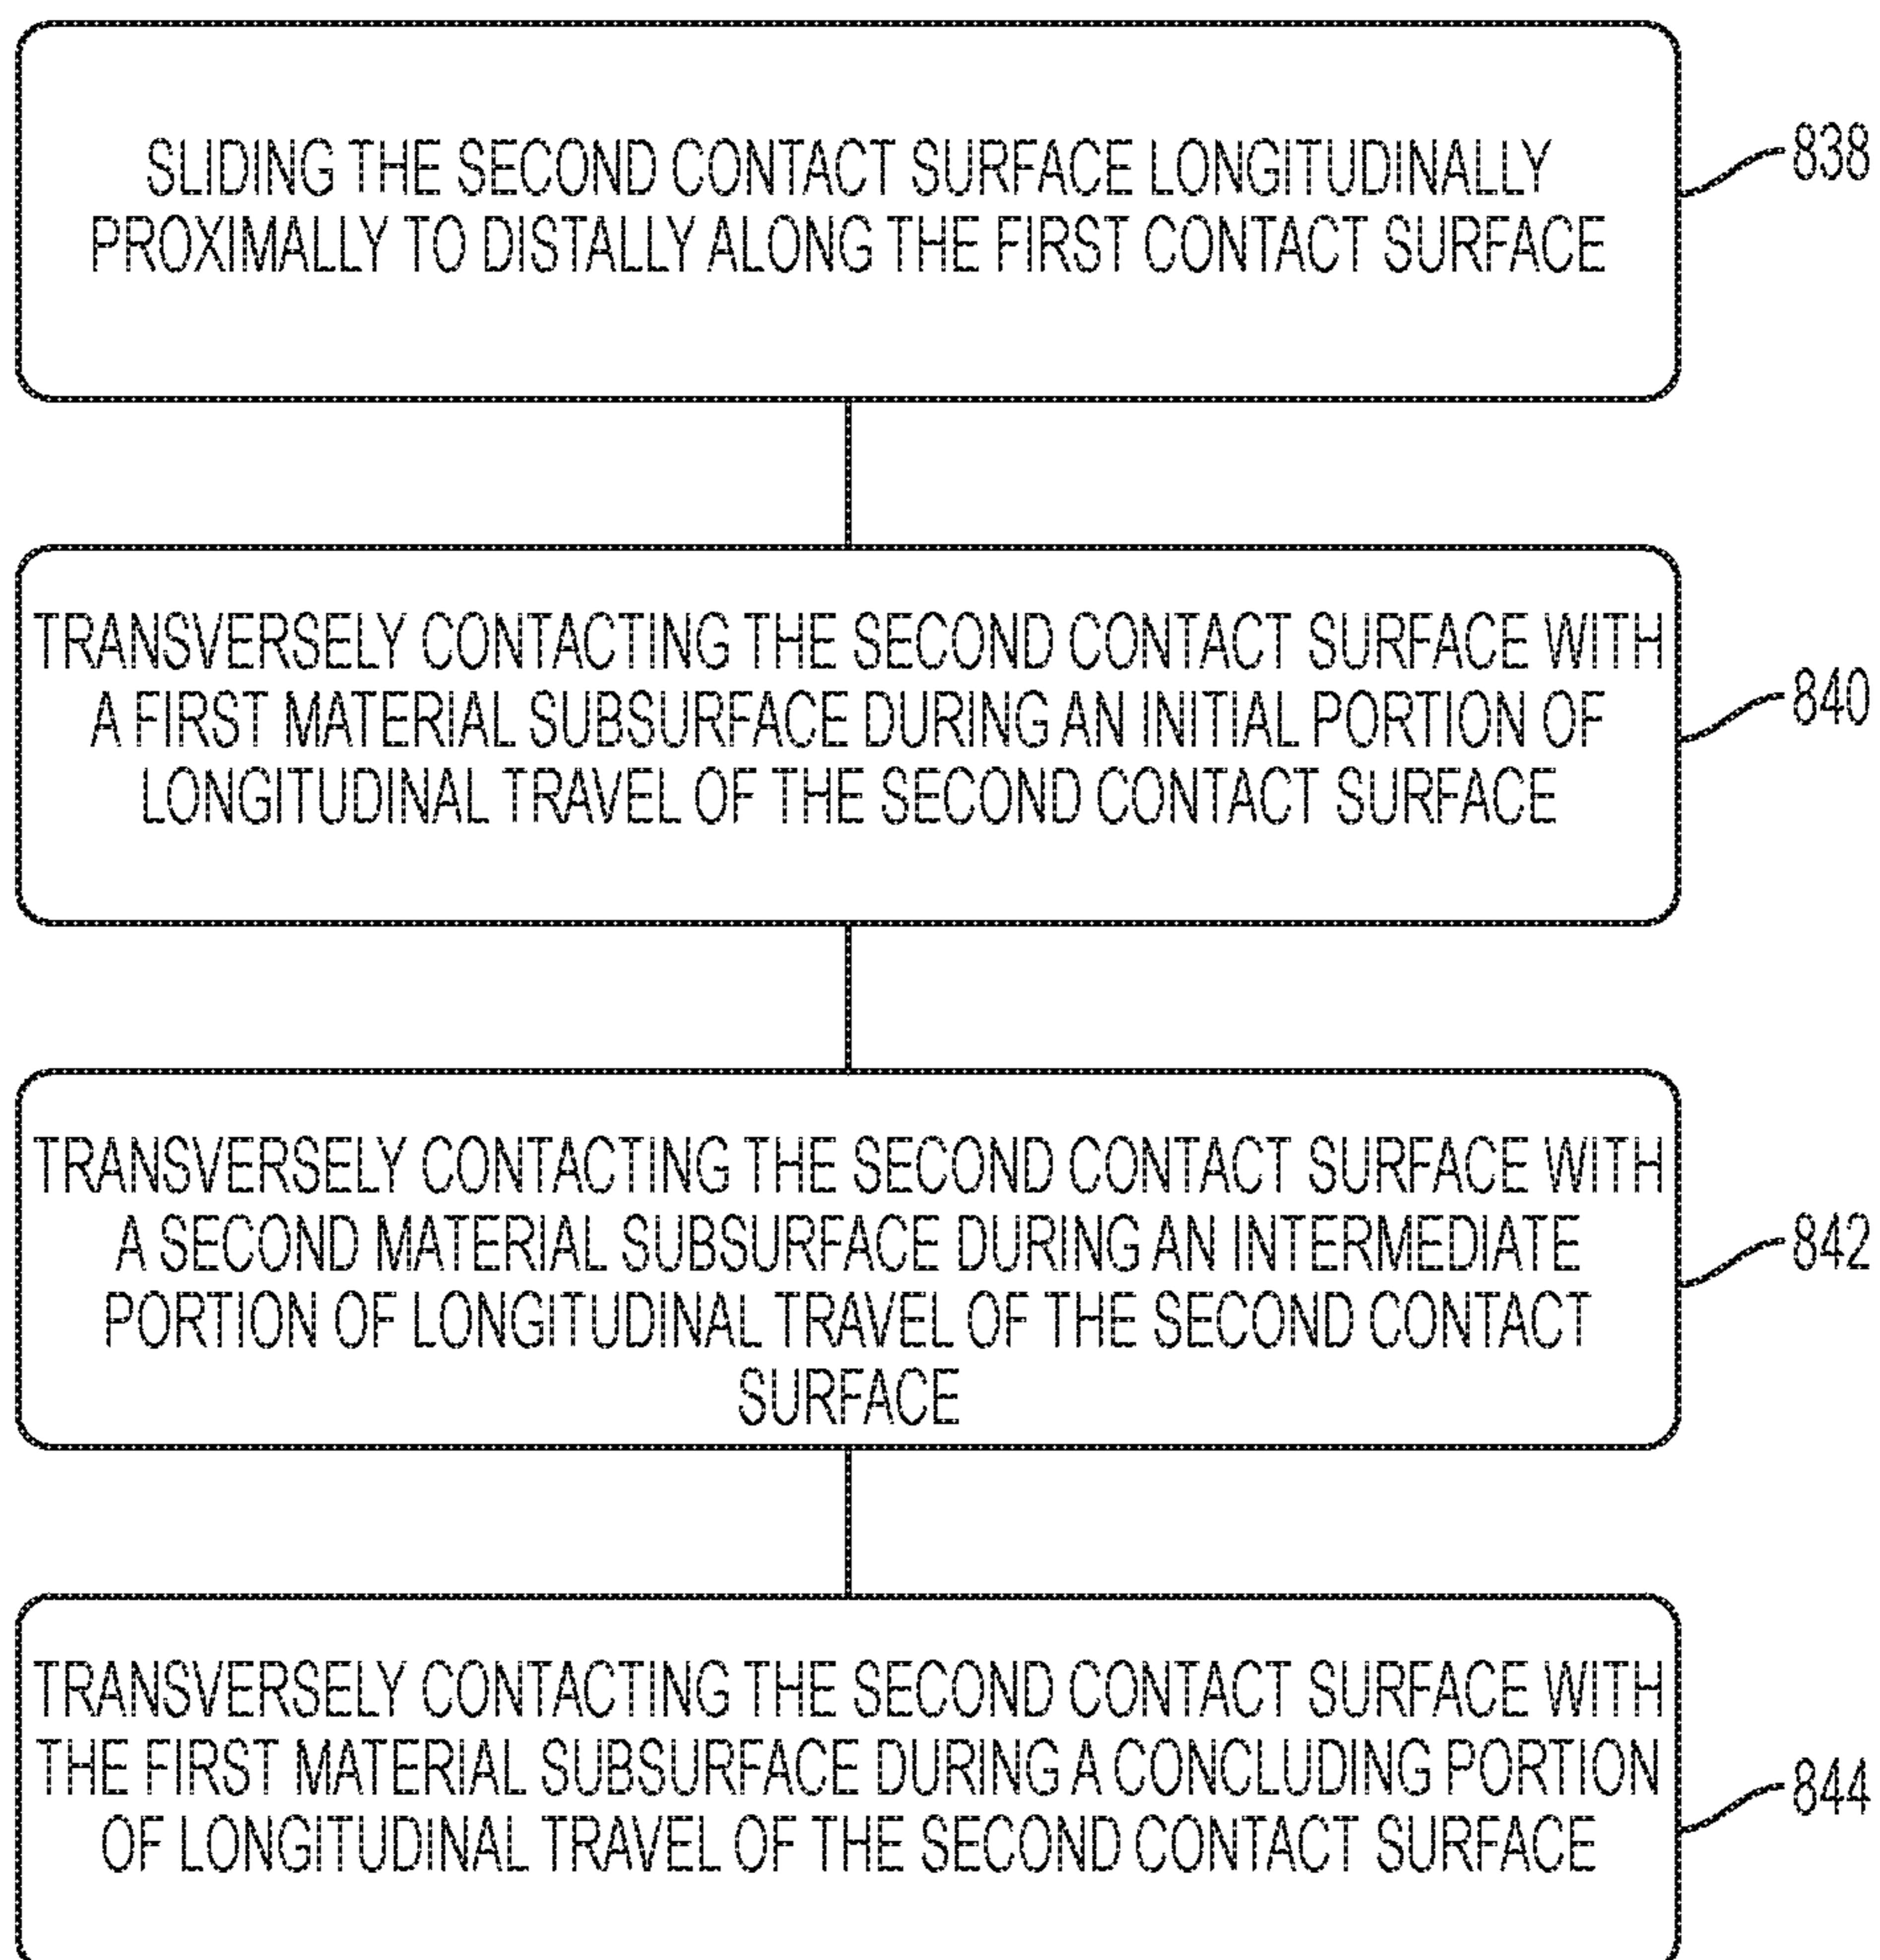 SLIDING THE SECOND CONTACT SURFACE LONGITUDINALLY
PROXIMALLY TO DISTALLY ALONG THE FIRST CONTACT SURFACE
838
TRANSVERSELY CONTACTING THE SECOND CONTACT SURFACE WITH
A FIRST MATERIAL SUBSURFACE DURING AN INITIAL PORTION OF
LONGITUDINAL TRAVEL OF THE SECOND CONTACT SURFACE
840
TRANSVERSELY CONTACTING THE SECOND CONTACT SURFACE WITH
A SECOND MATERIAL SUBSURFACE DURING AN INTERMEDIATE
PORTION OF LONGITUDINAL TRAVEL OF THE SECOND CONTACT
SURFACE
842
TRANSVERSELY CONTACTING THE SECOND CONTACT SURFACE WITH
THE FIRST MATERIAL SUBSURFACE DURING A CONCLUDING PORTION
OF LONGITUDINAL TRAVEL OF THE SECOND CONTACT SURFACE
844